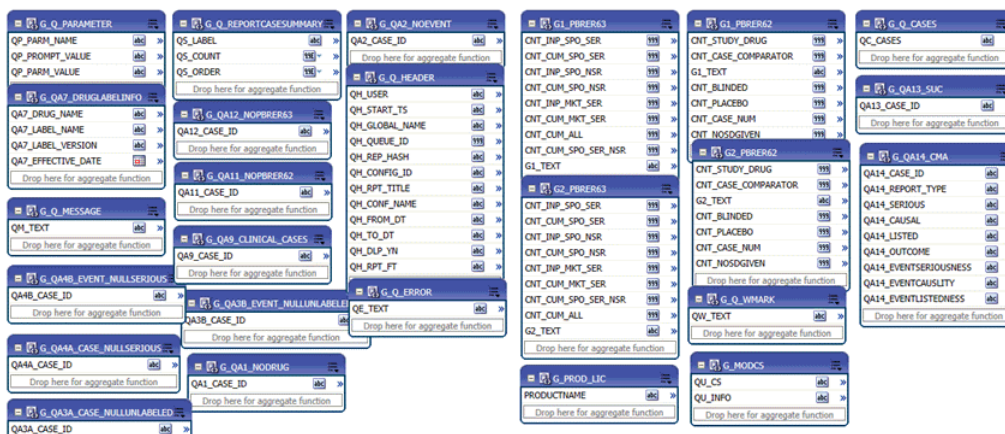 G_Q_PARAMETER
QP_PARM_NAME
QP_PROMPT_VALUE
QP_PARM_VALUE
G_QA7_DRUGLABELINFO
QA7_DRUG_NAME
QA7_LABEL_NAME
QA7_LABEL_VERSION
QA7_EFFECTIVE_DATE
Drop here for aggregate function
G_Q_MESSAGE
QM_TEXT
Drop here for aggregate function
G_QA4B_EVENT_NULLSERIOUS
QA4B_CASE_ID
Drop here for aggregate function
G_QA4A_CASE_NULLSERIOUS
QA4A_CASE_ID
Drop here for aggregate function
G_QA3A_CASE_NULLUNLABELED
QA3A_CASE_ID
G_Q_REPORTCASESUMMARY
QS_LABEL
QS_COUNT
QS_ORDER
Drop here for aggregate function
G_QA12_NOPBRER63
QA12_CASE_ID
Drop here for aggregate function
G_QA11_NOPBRER62
QA11_CASE_ID
Drop here for aggregate function
G_QA9_CLINICAL_CASES
QA9_CASE_ID
Drop here for aggregate function
G_QA3B_EVENT_NULLUNLABELE
QA3B_CASE_ID
Drop here for aggregate function
G_QA1_NODRUG
QA1_CASE_ID
Drop here for aggregate function
G_QA2_NOEVENT
QA2_CASE_ID
Drop here for aggregate function
G_Q_HEADER
QH_USER
QH_START_TS
QH_GLOBAL_NAME
QH_QUEUE_ID
QH_REP_HASH
QH_CONFIG_ID
QH_RPT_TITLE
QH_CONF_NAME
QH_FROM_DT
QH_TO_DT
QH_DLP_YN
QH_RPT_FT
G_Q_ERROR
QE_TEXT
Drop here for aggregate function
G1_PBRER63
CNT_INP_SPO_SER
CNT_CUM_SPO_SER
CNT_INP_SPO_NSR
CNT_CUM_SPO_NSR
CNT_INP_MKT_SER
CNT_CUM_MKT_SER
CNT_CUM_ALL
CNT_CUM_SPO_SER_NSR
G1_TEXT
G2_PBRER63
CNT_INP_SPO_SER
CNT_CUM_SPO_SER
CNT_INP_SPO_NSR
CNT_CUM_SPO_NSR
CNT_INP_MKT_SER
CNT_CUM_MKT_SER
CNT_CUM_SPO_SER_NSR
CNT_CUM_ALL
G2_TEXT
Drop here for aggregate function
G_PROD_LIC
PRODUCTNAME
Drop here for aggregate function
G1_PBRER62
CNT_STUDY_DRUG
CNT_CASE_COMPARATOR
G1_TEXT
CNT_BLINDED
CNT_PLACEBO
CNT_CASE_NUM
CNT_NOSDGIVEN
G2_PBRER62
CNT_STUDY_DRUG
CNT_CASE_COMPARATOR
G2_TEXT
CNT_BLINDED
CNT_PLACEBO
CNT_CASE_NUM
CNT_NOSDGIVEN
Drop here for aggregate function
G_Q_WMARK
QW_TEXT
Drop here for aggregate function
G_MODCS
QU_CS
QU_INFO
Drop here for aggregate function
G_Q_CASES
QC_CASES
Drop here for aggregate function
G_QA13_SUC
QA13_CASE_ID
Drop here for aggregate function
G_QA14_CMA
QA14_CASE_ID
QA14_REPORT_TYPE
QA14_SERIOUS
QA14_CAUSAL
QA14_LISTED
QA14_OUTCOME
QA14_EVENTSERIOUSNESS
QA14_EVENTCAUSLITY
QA14_EVENTLISTEDNESS
Drop here for aggregate function